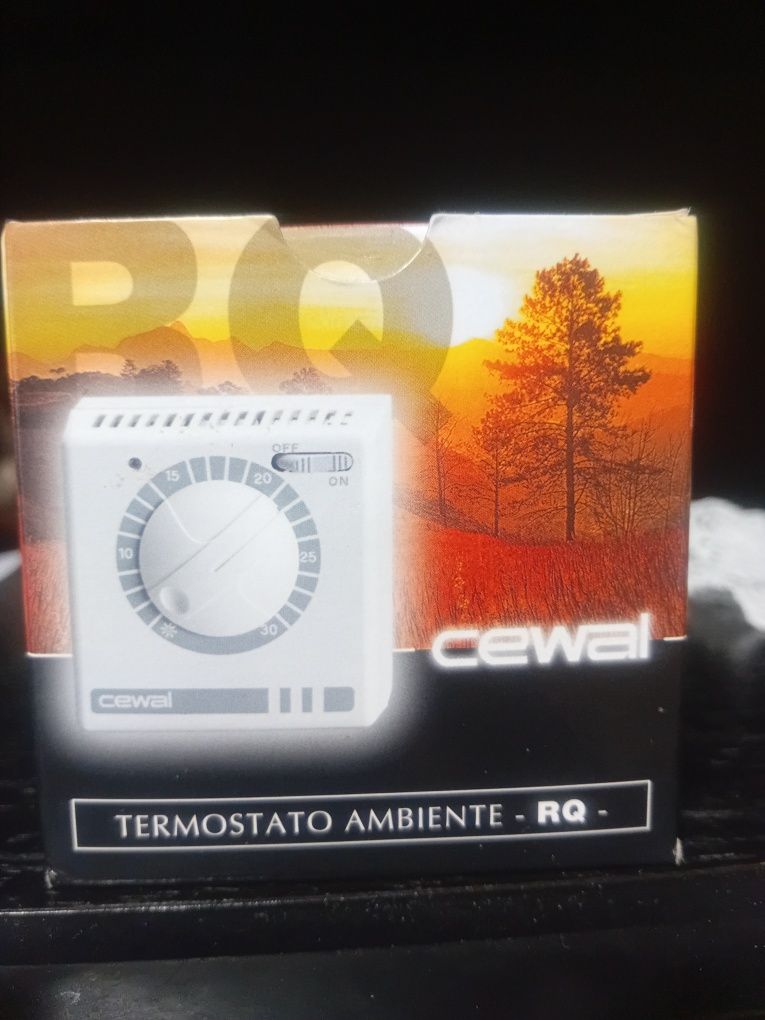 RQ
OFF
ON
15
20
10
25
30
cewal
cewal
TERMOSTATO AMBIENTE - RQ -